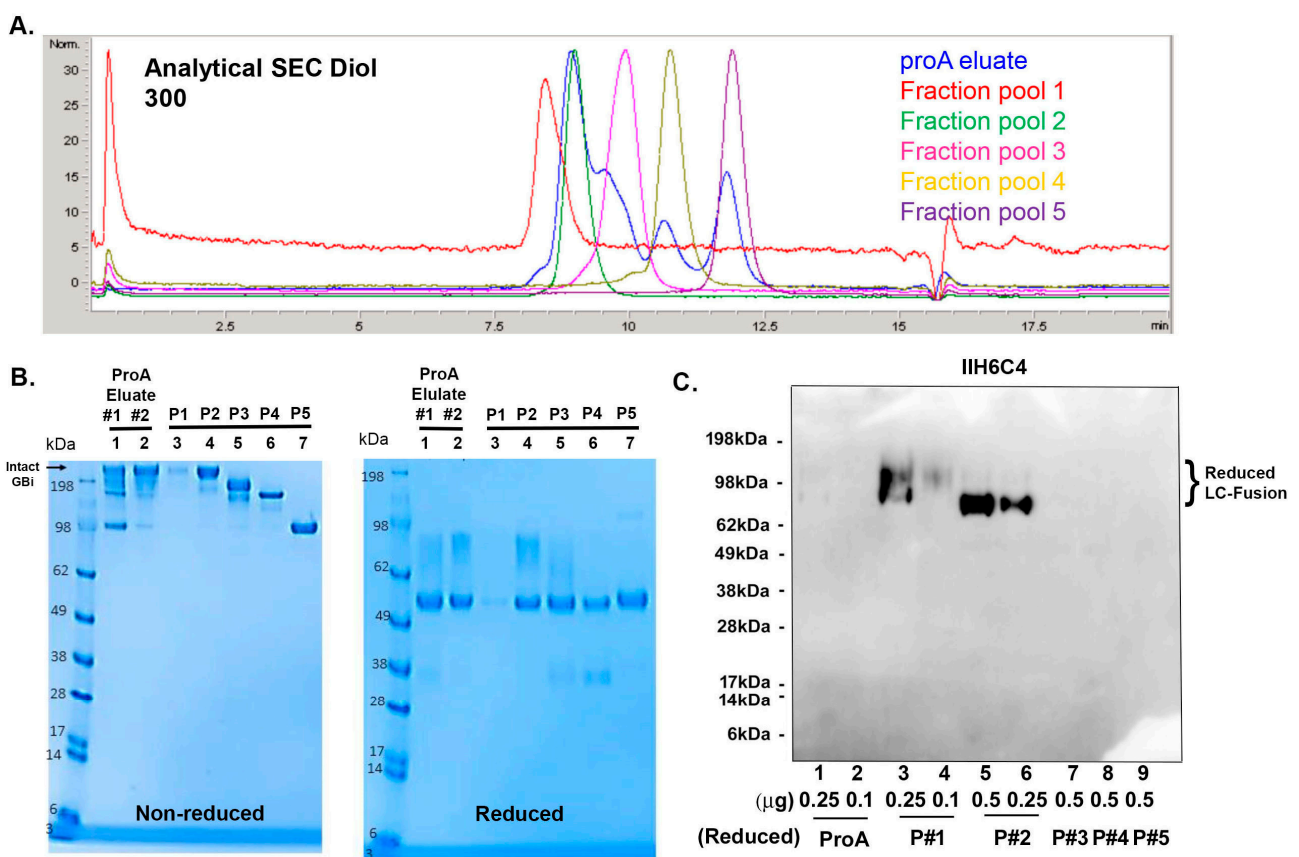 A.
Norm.
Analytical SEC Diol
300
proA eluate
Fraction pool 1
Fraction pool 2
Fraction pool 3
Fraction pool 4
Fraction pool 5
30
25
20
15
10
5
0
2.5 5 7.5 10 12.5 15 17.5 min
B.
ProA
Eluate
#1 #2 P1 P2 P3 P4 P5
kDa 1 2 3 4 5 6 7
Intact
GBi
198
98
62
49
38
28
17
14
6
3
Non-reduced
ProA
Elulate
#1 #2 P1 P2 P3 P4 P5
kDa 1 2 3 4 5 6 7
198
98
62
49
38
28
17
14
6
3
Reduced
C.
IIH6C4
198kDa -
98kDa -
62kDa -
49kDa -
38kDa -
28kDa -
17kDa -
14kDa -
6kDa -
Reduced
LC-Fusion
1 2 3 4 5 6 7 8 9
(µg) 0.25 0.1 0.25 0.1 0.5 0.25 0.5 0.5 0.5
(Reduced) ProA P#1 P#2 P#3 P#4 P#5